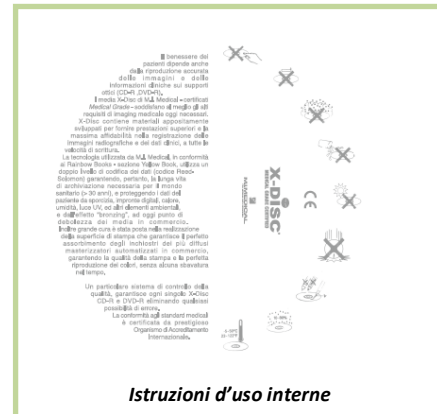 Il benessere dei
pazienti dipende anche
dalla riproduzione accurata
delle immagini e delle
informazioni cliniche sui supporti
ottici (CD-R ,DVD-R).
I media X-Disc di M.J. Medical – certificati
Medical Grade – soddisfano al meglio gli alti
requisiti di imaging medicale oggi necessari.
X-Disc contiene materiali appositamente
sviluppati per fornire prestazioni superiori e la
massima affidabilità nella registrazione delle
immagini radiografiche e dei dati clinici, a tutte le
velocità di scrittura.
La tecnologia utilizzata da M.J. Medical, in conformità
ai Rainbow Books - sezione Yellow Book, utilizza un
doppio livello di codifica dei dati (codice Reed-
Solomon) garantendo, pertanto, la lunga vita
di archiviazione necessaria per il mondo
sanitario (> 30 anni), e proteggendo i dati del
paziente da sporcizia, impronte digitali, calore,
umidità, luce UV, ed altri elementi ambientali,
e dall'effetto "bronzing", ad oggi punto di
debolezza dei media in commercio.
Inoltre grande cura è stata posta nella realizzazione
della superficie di stampa che garantisce il perfetto
assorbimento degli inchiostri dei più diffusi
masterizzatori automatizzati in commercio,
garantendo la qualità della stampa e la perfetta
riproduzione dei colori, senza alcuna sbavatura
nel tempo.
Un particolare sistema di controllo della
qualità, garantisce ogni singolo X-Disc
CD-R e DVD-R eliminando qualsiasi
possibilità di errore.
La conformità agli standard medicali
è certificata da prestigioso
Organismo di Accreditamento
Internazionale.
X-DISC
CE
Istruzioni d'uso interne